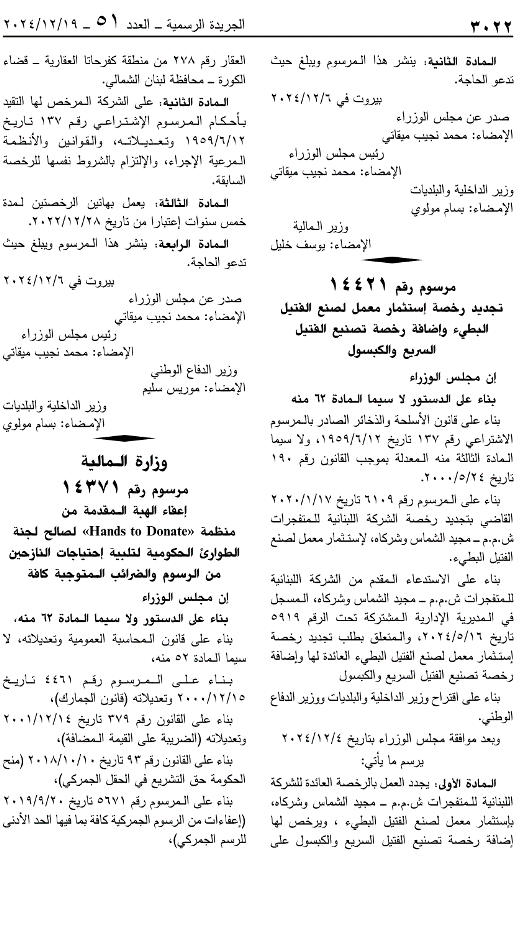 ٣٠٢٢
الجريدة الرسمية – العدد ٥١ – ٢٠٢٤/١٢/١٩
المادة الثانية: ينشر هذا المرسوم ويبلغ حيث
تدعو الحاجة.
بيروت في ٢٠٢٤/١٢/٦
صدر عن مجلس الوزراء
الإمضاء: محمد نجيب ميقاتي
رئيس مجلس الوزراء
الإمضاء: محمد نجيب ميقاتي
وزير الداخلية والبلديات
الإمضاء: بسام مولوي
وزير المالية
الإمضاء: يوسف خليل
مرسوم رقم ١٤٤٢١
تجديد رخصة إستثمار معمل لصنع الفتيل
البطيء وإضافة رخصة تصنيع الفتيل
السريع والكبسول
إن مجلس الوزراء
بناء على الدستور لا سيما المادة ٦٢ منه
بناء على قانون الأسلحة والذخائر الصادر بالمرسوم
الاشتراعي رقم ١٣٧ تاريخ ١٩٥٩/٦/١٢، ولا سيما
المادة الثالثة منه المعدلة بموجب القانون رقم ١٩٠
تاريخ ٢٠٠٠/٥/٢٤.
بناء على المرسوم رقم ٦١٠٩ تاريخ ٢٠٢٠/١/١٧
القاضي بتجديد رخصة الشركة اللبنانية للمتفجرات
ش.م.م – مجيد الشماس وشركاه، لإستثمار معمل لصنع
الفتيل البطيء.
بناء على الاستدعاء المقدم من الشركة اللبنانية
للمتفجرات ش.م.م – مجيد الشماس وشركاه، المسجل
في المديرية الإدارية المشتركة تحت الرقم ٥٩١٩
تاريخ ٢٠٢٤/٥/١٦، والمتعلق بطلب تجديد رخصة
إستثمار معمل لصنع الفتيل البطيء العائدة لها وإضافة
رخصة تصنيع الفتيل السريع والكبسول
بناء على اقتراح وزير الداخلية والبلديات ووزير الدفاع
الوطني.
وبعد موافقة مجلس الوزراء بتاريخ ٢٠٢٤/١٢/٤
يرسم ما يأتي:
المادة الأولى: يجدد العمل بالرخصة العائدة للشركة
اللبنانية للمتفجرات ش.م.م – مجيد الشماس وشركاه،
بإستثمار معمل لصنع الفتيل البطيء ، ويرخص لها
إضافة رخصة تصنيع الفتيل السريع والكبسول على
العقار رقم ٢٧٨ من منطقة كفرحاتا العقارية – قضاء
الكورة – محافظة لبنان الشمالي.
المادة الثانية: على الشركة المرخص لها التقيد
بأحكام المرسوم الإشتراعي رقم ١٣٧ تاريخ
١٩٥٩/٦/١٢ وتعديلاته، والقوانين والأنظمة
المرعية الإجراء، والإلتزام بالشروط نفسها للرخصة
السابقة.
المادة الثالثة: يعمل بهاتين الرخصتين لمدة
خمس سنوات إعتبارا من تاريخ ٢٠٢٢/١٢/٢٨.
المادة الرابعة: ينشر هذا المرسوم ويبلغ حيث
تدعو الحاجة.
بيروت في ٢٠٢٤/١٢/٦
صدر عن مجلس الوزراء
الإمضاء: محمد نجيب ميقاتي
رئيس مجلس الوزراء
الإمضاء: محمد نجيب ميقاتي
وزير الدفاع الوطني
الإمضاء: موريس سليم
وزير الداخلية والبلديات
الإمضاء: بسام مولوي
وزارة المالية
مرسوم رقم ١٤٣٧١
إعفاء الهبة المقدمة من
منظمة «Hands to Donate» لصالح لجنة
الطوارئ الحكومية لتلبية إحتياجات النازحين
من الرسوم والضرائب المتوجبة كافة
إن مجلس الوزراء
بناء على الدستور ولا سيما المادة ٦٢ منه،
بناء على قانون المحاسبة العمومية وتعديلاته، لا
سيما المادة ٥٢ منه،
بناء على المرسوم رقم ٤٤٦١ تاريخ
٢٠٠٠/١٢/١٥ وتعديلاته (قانون الجمارك)،
بناء على القانون رقم ٣٧٩ تاريخ ٢٠٠١/١٢/١٤
وتعديلاته (الضريبة على القيمة المضافة)،
بناء على القانون رقم ٩٣ تاريخ ٢٠١٨/١٠/١٠ (منح
الحكومة حق التشريع في الحقل الجمركي)،
بناء على المرسوم رقم ٥٦٧١ تاريخ ٢٠١٩/٩/٢٠
(إعفاءات من الرسوم الجمركية كافة بما فيها الحد الأدنى
للرسم الجمركي)،